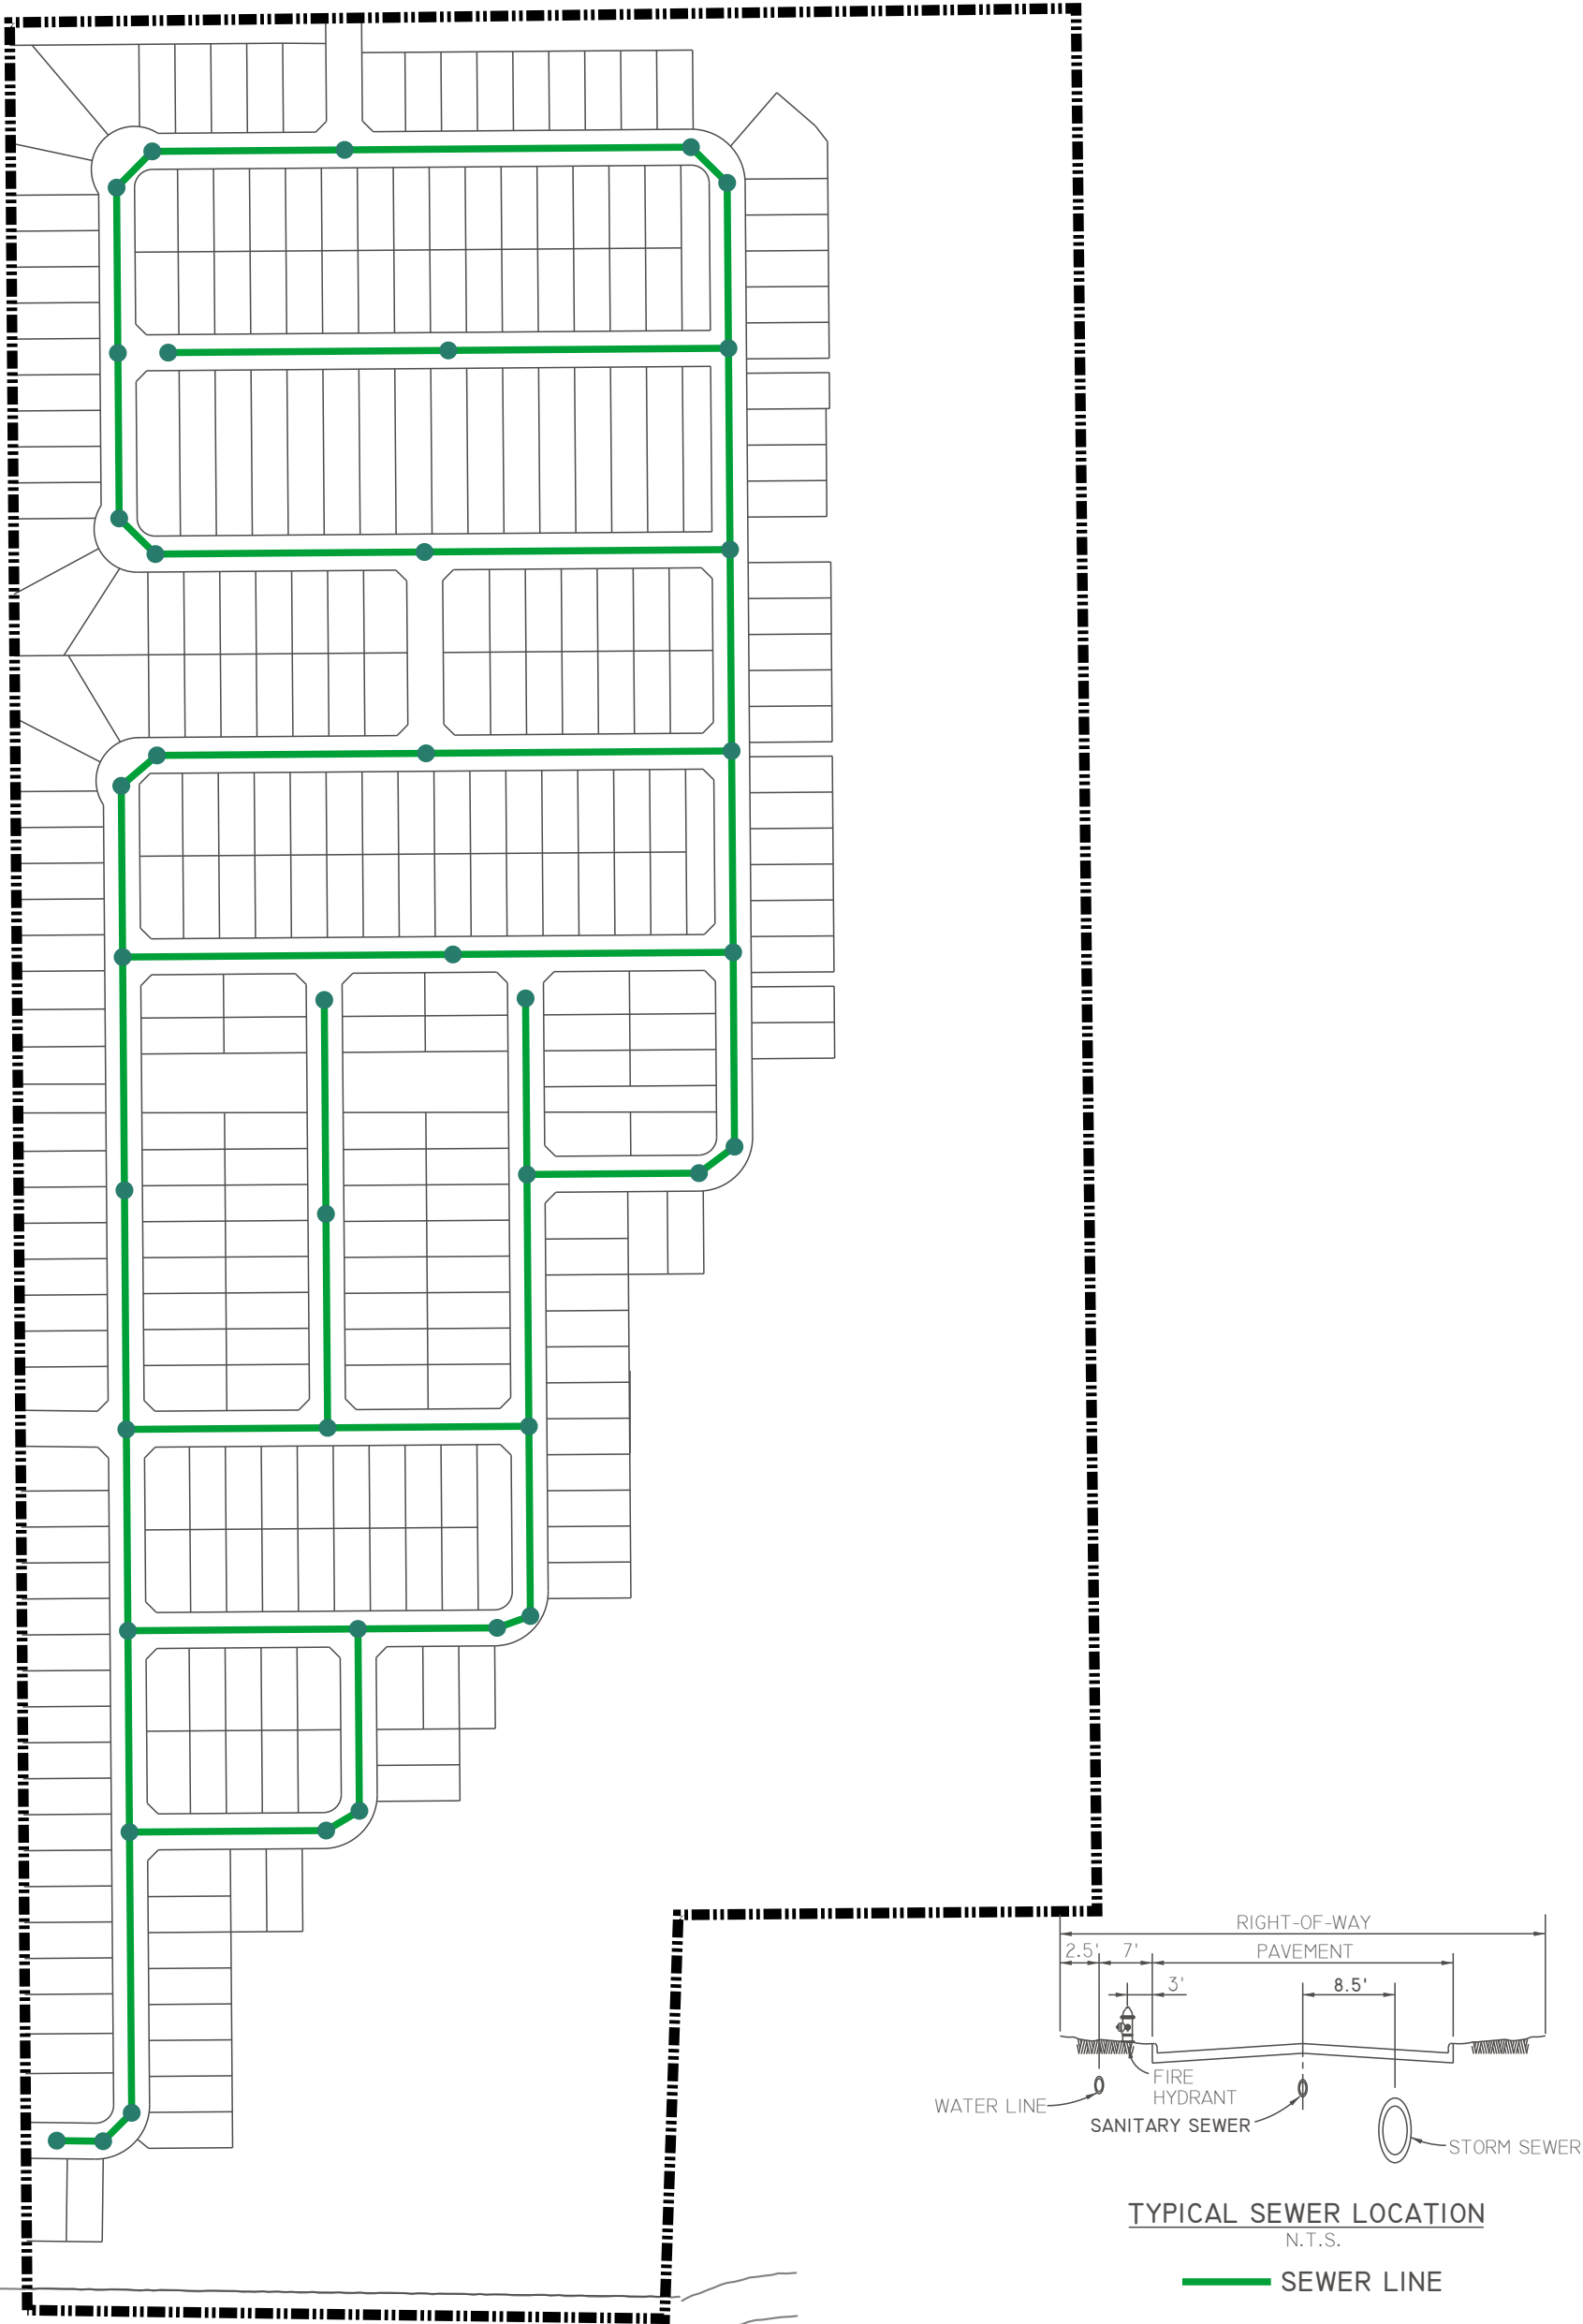 RIGHT-OF-WAY
2.5' 7' PAVEMENT
3' 8.5'
FIRE
HYDRANT
WATER LINE
SANITARY SEWER
STORM SEWER
TYPICAL SEWER LOCATION
N.T.S.
SEWER LINE